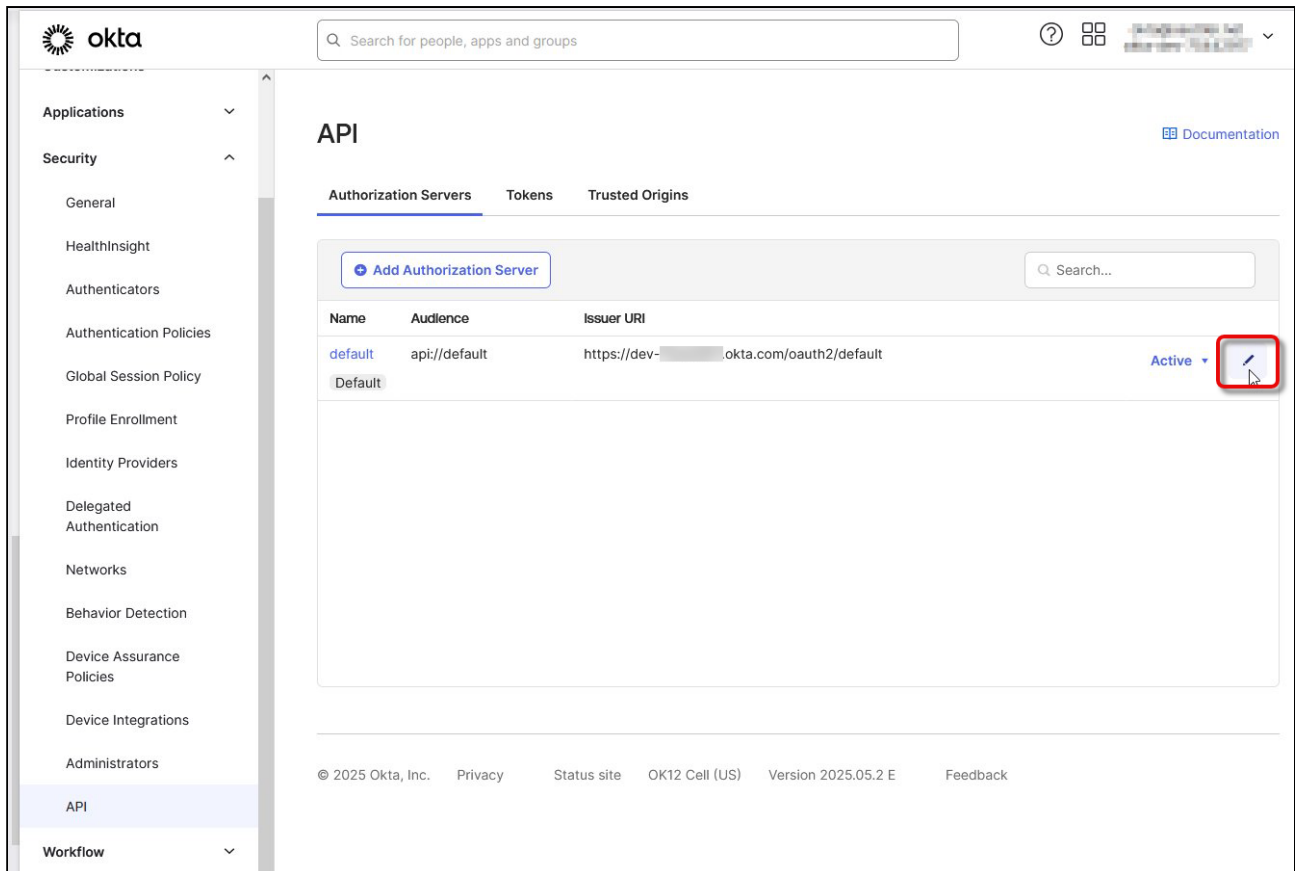 okta
Search for people, apps and groups
Customizations
Applications
Security
General
HealthInsight
Authenticators
Authentication Policies
Global Session Policy
Profile Enrollment
Identity Providers
Delegated
Authentication
Networks
Behavior Detection
Device Assurance
Policies
Device Integrations
Administrators
API
Workflow
API
Documentation
Authorization Servers Tokens Trusted Origins
Add Authorization Server
Search...
Name Audience Issuer URI
default api://default https://dev- .okta.com/oauth2/default Active
Default
© 2025 Okta, Inc. Privacy Status site OK12 Cell (US) Version 2025.05.2 E Feedback